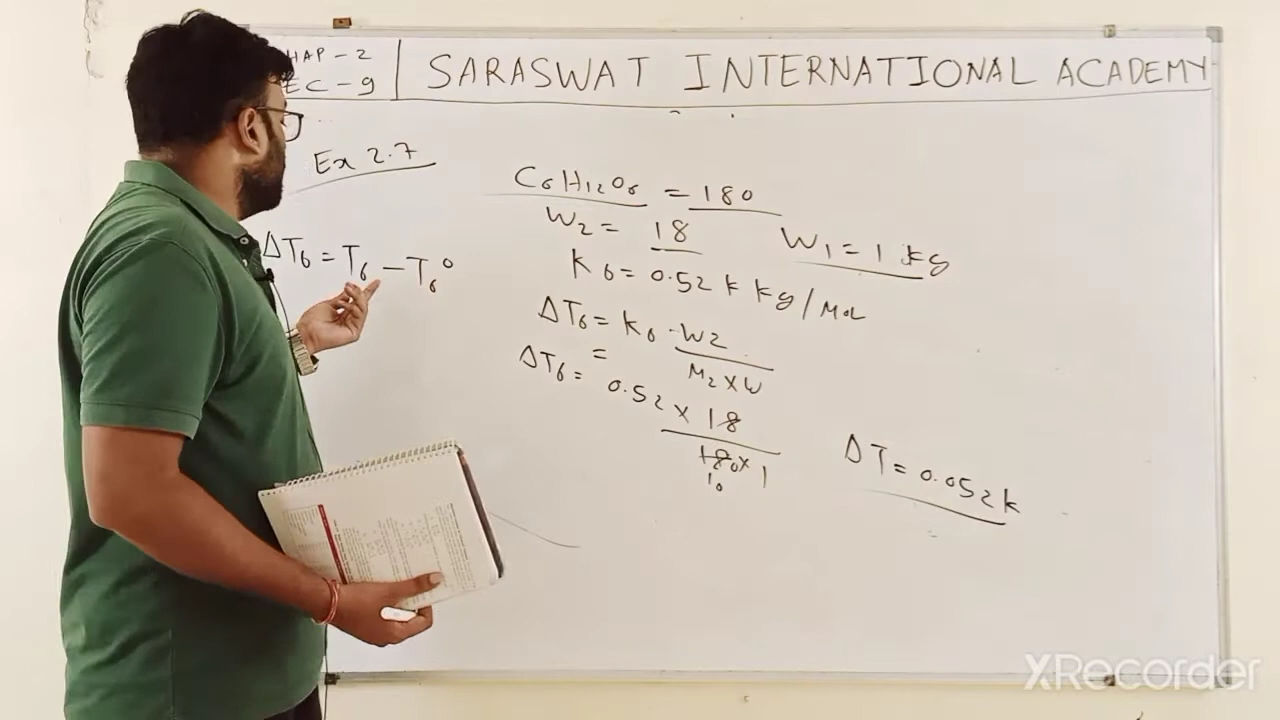 HAP - 2
EC - 9
SARASWAT INTERNATIONAL ACADEMY
Ex 2.7
ΔTb = Tb - Tb°
C6H12O6 = 180
W2 = 18
W1 = 1 kg
Kb = 0.52 K kg/Mol
ΔTb = Kb · W2
M2 × W
=
ΔTb = 0.52 × 18
180 × 1
10
ΔT = 0.052 K
XRecorder